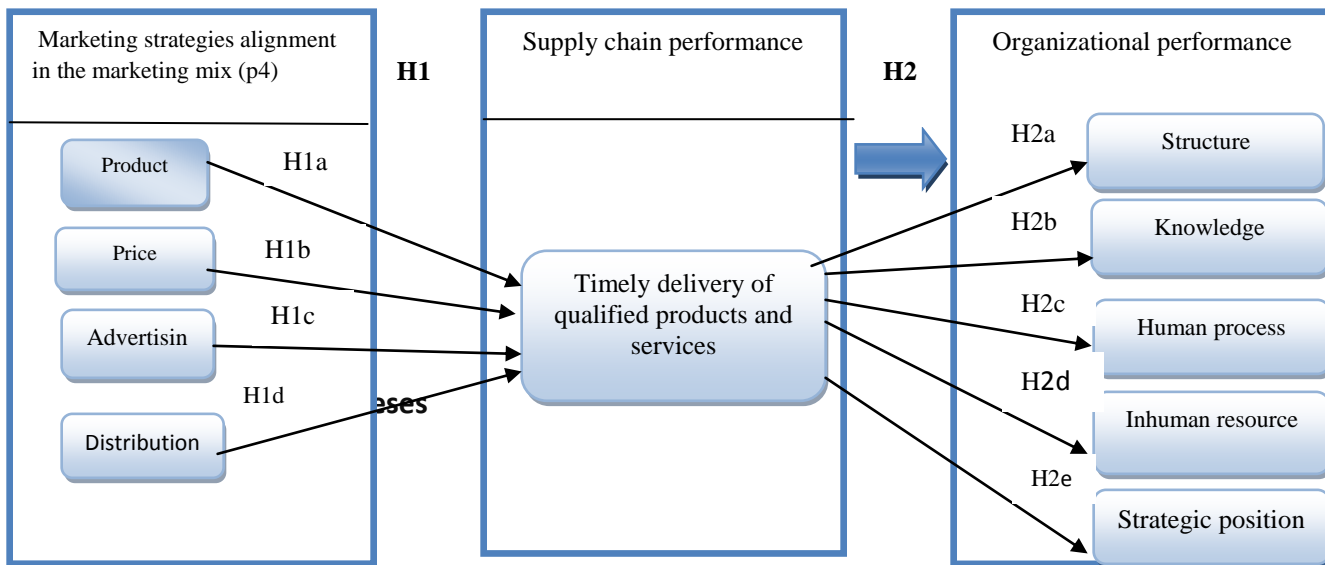 Marketing strategies alignment
in the marketing mix (p4)
H1
Supply chain performance
H2
Organizational performance
Product
H1a
Price
H1b
Advertisin
H1c
H1d
eses
Distribution
Timely delivery of
qualified products and
services
H2a
Structure
H2b
Knowledge
H2c
Human process
H2d
Inhuman resource
H2e
Strategic position